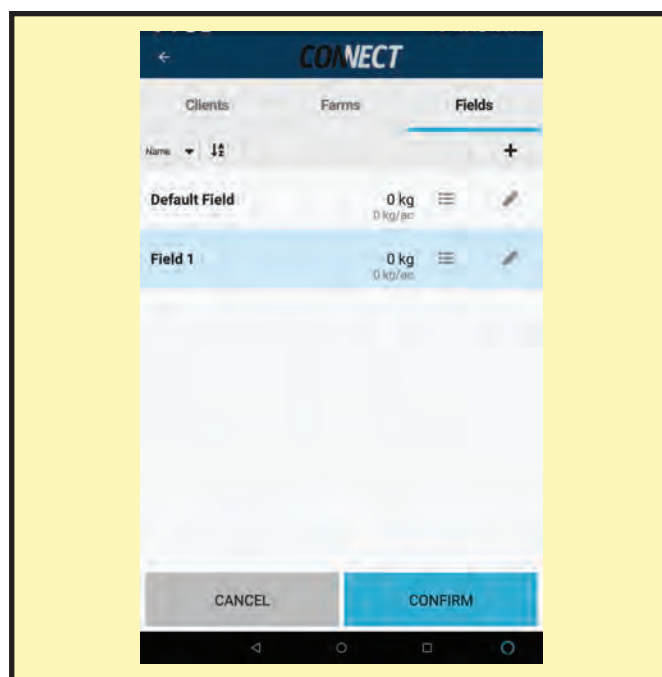 CONNECT
Clients Farms Fields
Name
Default Field 0 kg
0 kg/ac
Field 1 0 kg
0 kg/ac
CANCEL CONFIRM